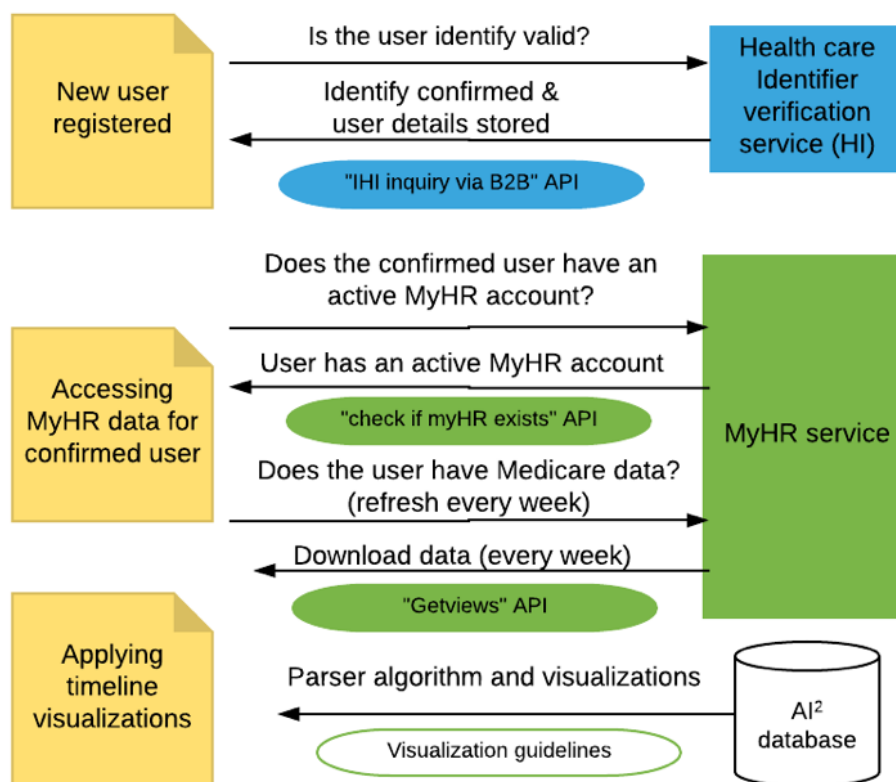 New user
registered
Is the user identify valid?
Identify confirmed &
user details stored
"IHI inquiry via B2B" API
Health care
Identifier
verification
service (HI)
Accessing
MyHR data for
confirmed user
Does the confirmed user have an
active MyHR account?
User has an active MyHR account
"check if myHR exists" API
Does the user have Medicare data?
(refresh every week)
Download data (every week)
"Getviews" API
MyHR service
Applying
timeline
visualizations
Parser algorithm and visualizations
Visualization guidelines
AI²
database